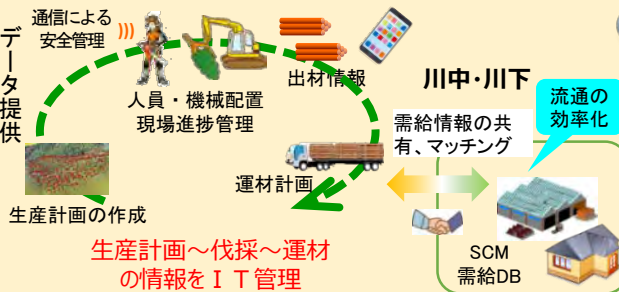 通信による
安全管理
データ提供
人員・機械配置
現場進捗管理
出材情報
川中・川下
流通の
効率化
需給情報の共
有、マッチング
運材計画
生産計画の作成
生産計画～伐採～運材
の情報をＩＴ管理
SCM
需給DB